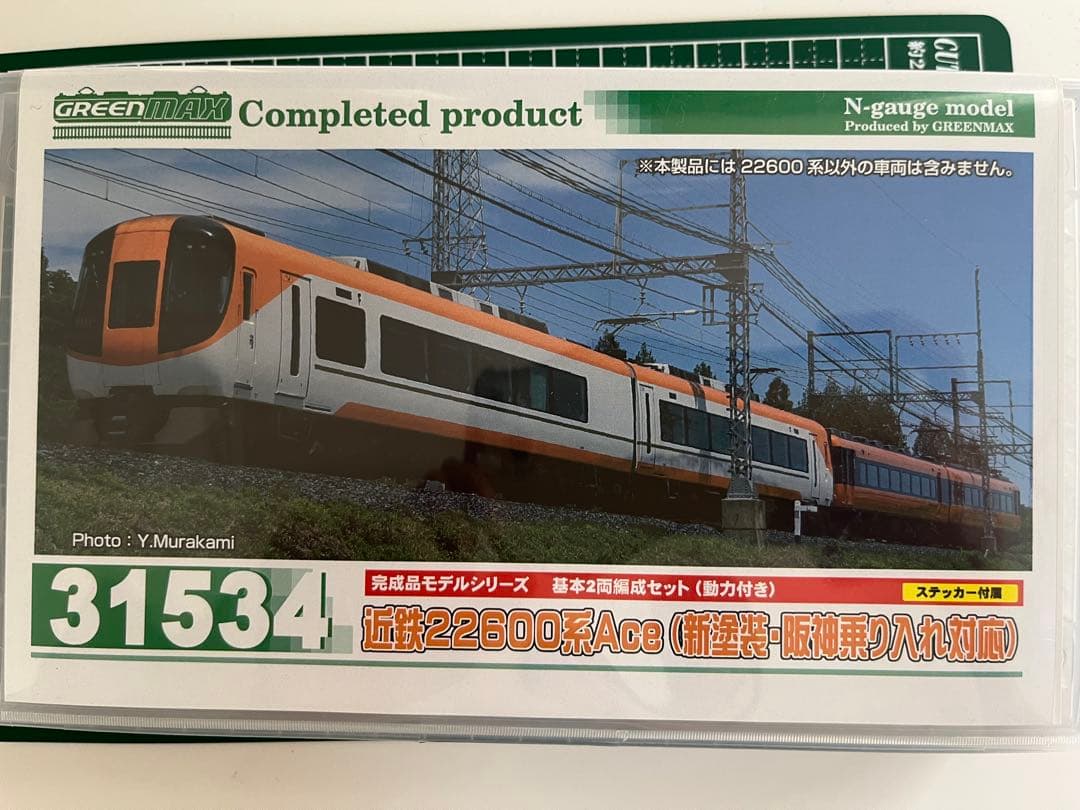 GREENMAX Completed product
N-gauge model
Produced by GREENMAX
※本製品には 22600 系以外の車両は含みません。
Photo：Y.Murakami
31534
完成品モデルシリーズ 基本2両編成セット（動力付き）
ステッカー付属
近鉄22600系Ace（新塗装・阪神乗り入れ対応）